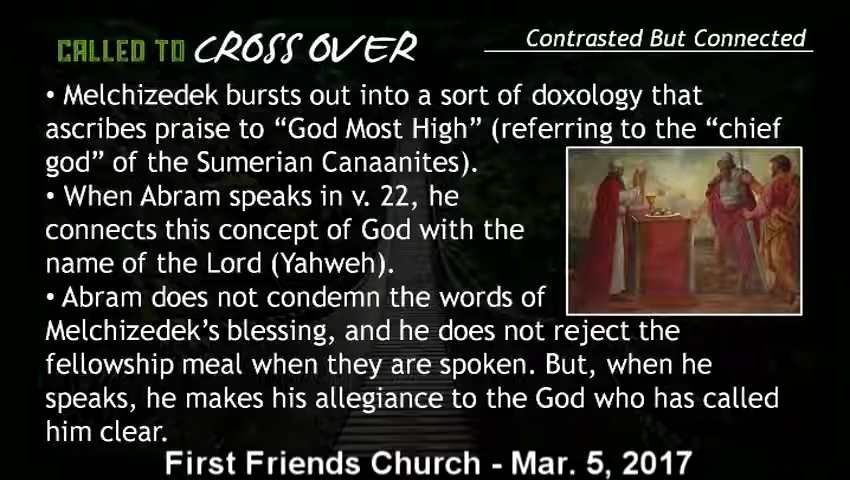 CALLED TO CROSS OVER
Contrasted But Connected
• Melchizedek bursts out into a sort of doxology that
ascribes praise to “God Most High” (referring to the “chief
god” of the Sumerian Canaanites).
• When Abram speaks in v. 22, he
connects this concept of God with the
name of the Lord (Yahweh).
• Abram does not condemn the words of
Melchizedek’s blessing, and he does not reject the
fellowship meal when they are spoken. But, when he
speaks, he makes his allegiance to the God who has called
him clear.
First Friends Church - Mar. 5, 2017